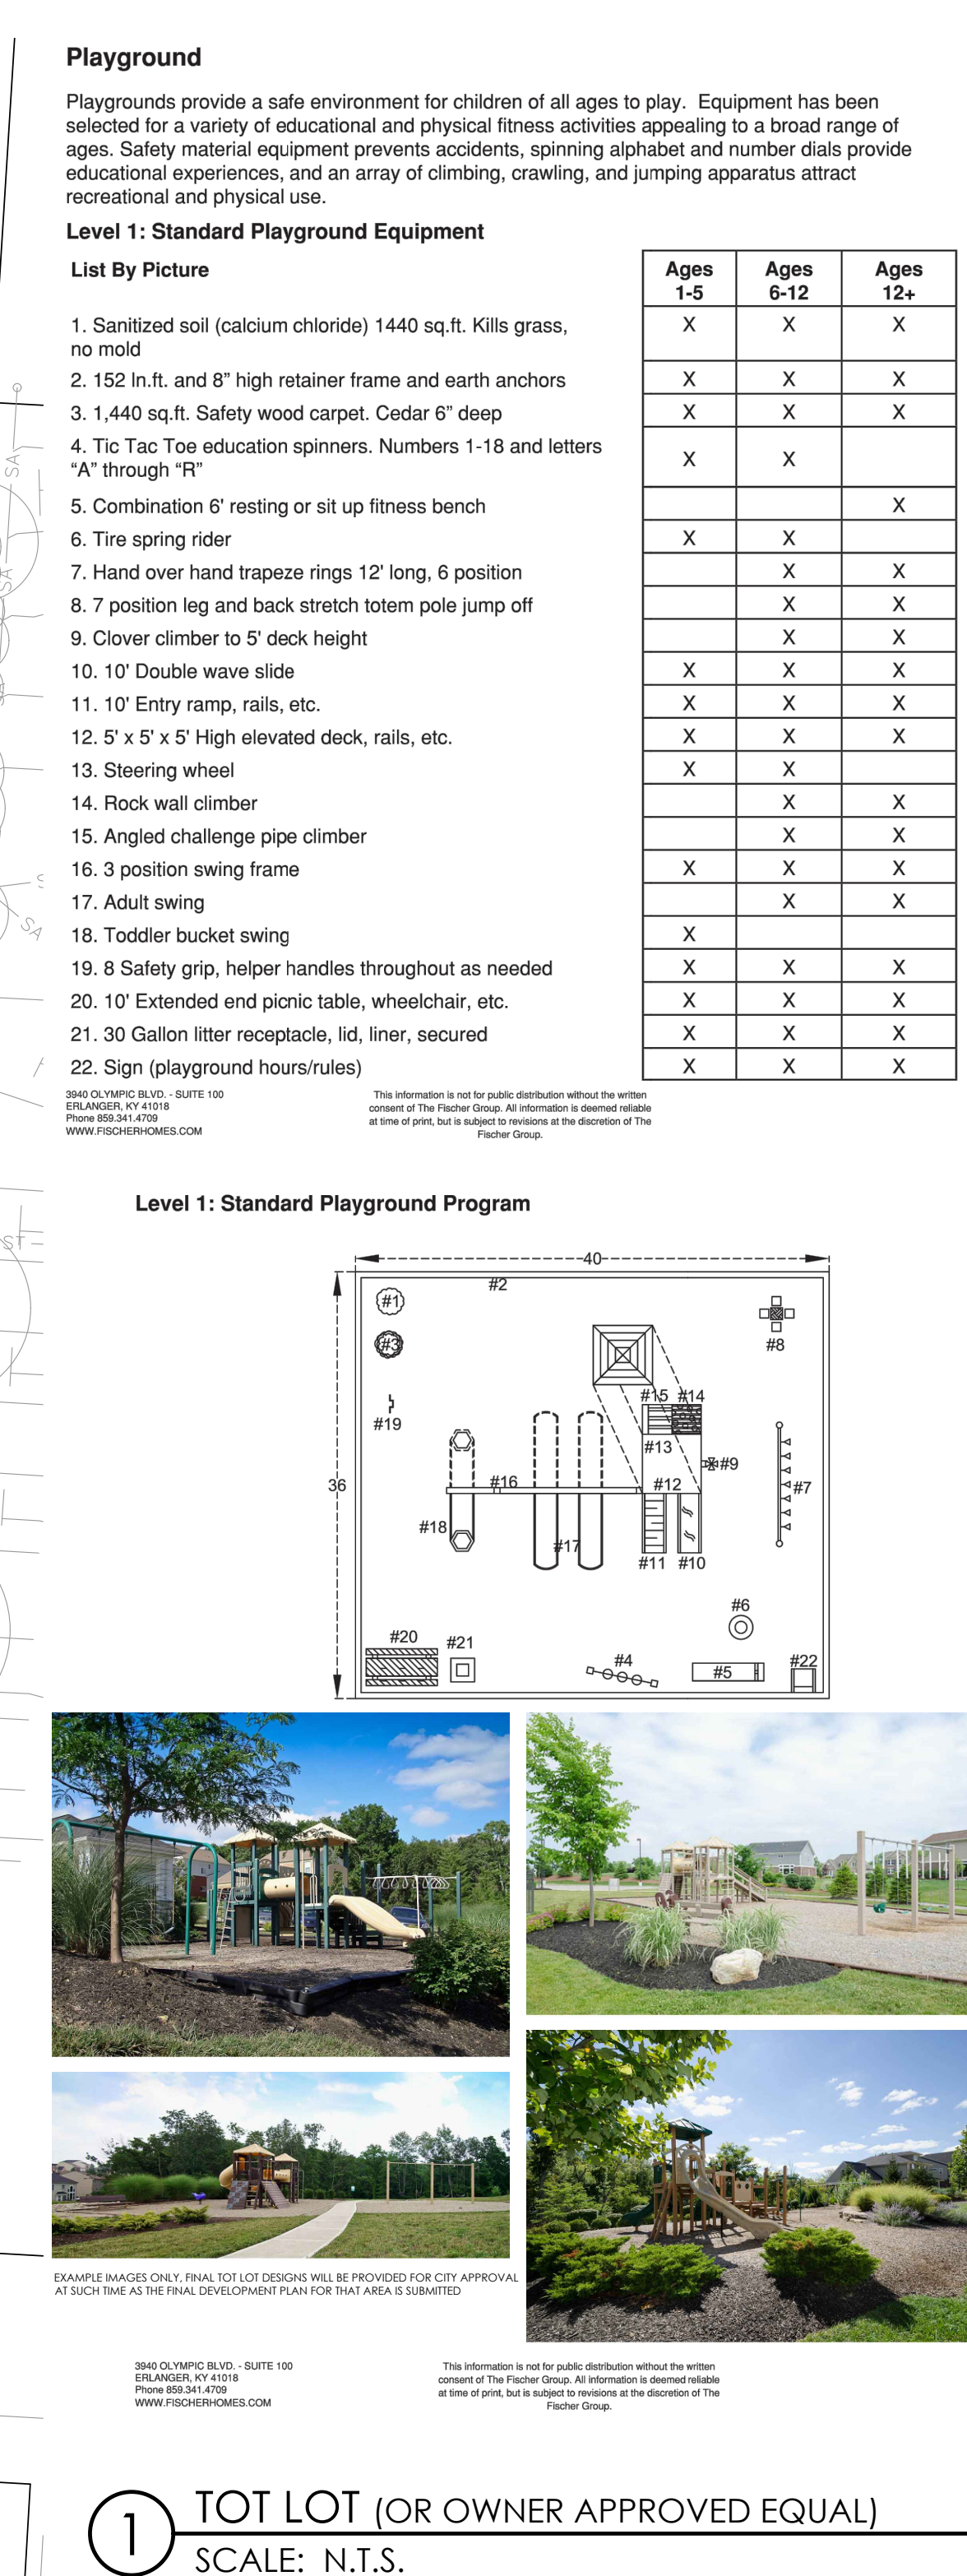 Playground
Playgrounds provide a safe environment for children of all ages to play. Equipment has been
selected for a variety of educational and physical fitness activities appealing to a broad range of
ages. Safety material equipment prevents accidents, spinning alphabet and number dials provide
educational experiences, and an array of climbing, crawling, and jumping apparatus attract
recreational and physical use.
Level 1: Standard Playground Equipment
List By Picture
Ages 1-5
Ages 6-12
Ages 12+
1. Sanitized soil (calcium chloride) 1440 sq.ft. Kills grass, X X X
no mold
2. 152 ln.ft. and 8” high retainer frame and earth anchors X X X
3. 1,440 sq.ft. Safety wood carpet. Cedar 6” deep X X X
4. Tic Tac Toe education spinners. Numbers 1-18 and letters X X
“A” through “R”
5. Combination 6' resting or sit up fitness bench X
6. Tire spring rider X X
7. Hand over hand trapeze rings 12' long, 6 position X X
8. 7 position leg and back stretch totem pole jump off X X
9. Clover climber to 5' deck height X X
10. 10' Double wave slide X X X
11. 10' Entry ramp, rails, etc. X X X
12. 5' x 5' x 5' High elevated deck, rails, etc. X X X
13. Steering wheel X X
14. Rock wall climber X X
15. Angled challenge pipe climber X X
16. 3 position swing frame X X X
17. Adult swing X X
18. Toddler bucket swing X
19. 8 Safety grip, helper handles throughout as needed X X X
20. 10' Extended end picnic table, wheelchair, etc. X X X
21. 30 Gallon litter receptacle, lid, liner, secured X X X
22. Sign (playground hours/rules) X X X
3940 OLYMPIC BLVD. - SUITE 100
ERLANGER, KY 41018
Phone 859.341.4709
WWW.FISCHERHOMES.COM
This information is not for public distribution without the written
consent of The Fischer Group. All information is deemed reliable
at time of print, but is subject to revisions at the discretion of The
Fischer Group.
SA
SA
SA
ST
Level 1: Standard Playground Program
40
#2
#1
#3
#8
#15 #14
#19
#13
#9
36
#16
#12
#7
#18
#17
#11 #10
#6
#20
#21
#4
#5
#22
EXAMPLE IMAGES ONLY, FINAL TOT LOT DESIGNS WILL BE PROVIDED FOR CITY APPROVAL
AT SUCH TIME AS THE FINAL DEVELOPMENT PLAN FOR THAT AREA IS SUBMITTED
3940 OLYMPIC BLVD. - SUITE 100
ERLANGER, KY 41018
Phone 859.341.4709
WWW.FISCHERHOMES.COM
This information is not for public distribution without the written
consent of The Fischer Group. All information is deemed reliable
at time of print, but is subject to revisions at the discretion of The
Fischer Group.
1
TOT LOT (OR OWNER APPROVED EQUAL)
SCALE: N.T.S.